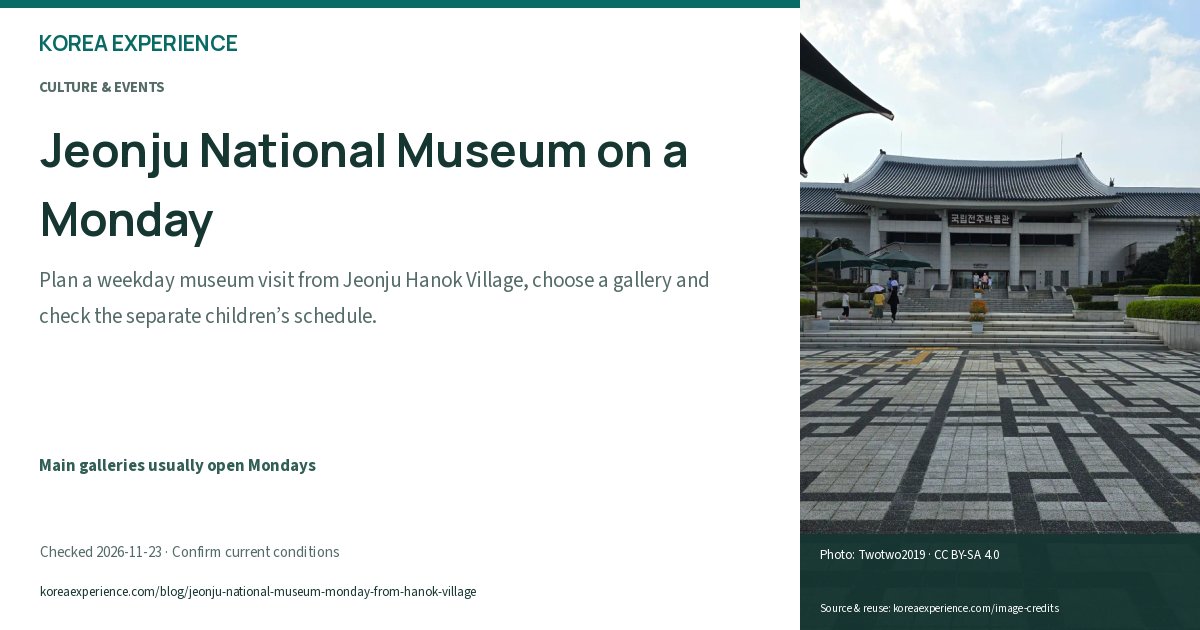 KOREA EXPERIENCE
CULTURE & EVENTS
Jeonju National Museum on a
Monday
Plan a weekday museum visit from Jeonju Hanok Village, choose a gallery and
check the separate children’s schedule.
Main galleries usually open Mondays
Checked 2026-11-23 · Confirm current conditions
koreaexperience.com/blog/jeonju-national-museum-monday-from-hanok-village
국립전주박물관
Photo: Twotwo2019 · CC BY-SA 4.0
Source & reuse: koreaexperience.com/image-credits